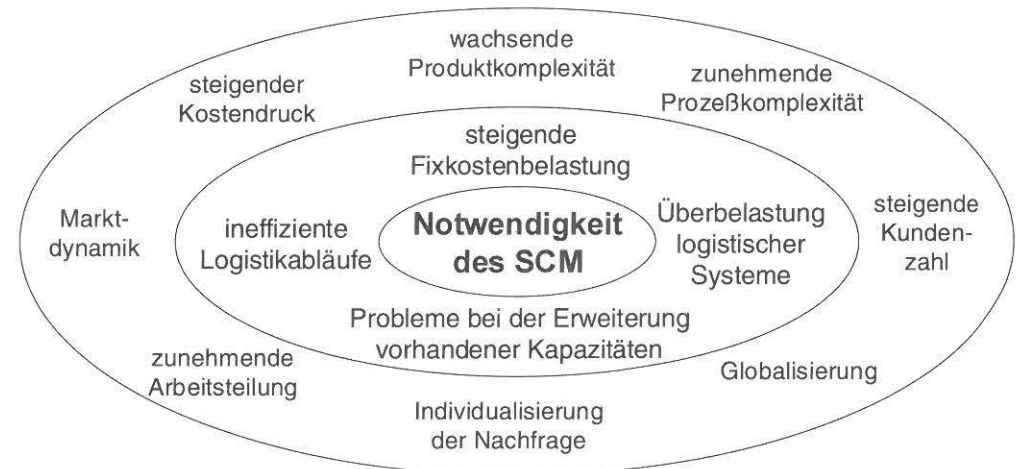 wachsende
Produktkomplexität
steigender
Kostendruck
zunehmende
Prozeßkomplexität
steigende
Fixkostenbelastung
Markt-
dynamik
ineffiziente
Logistikabläufe
Notwendigkeit
des SCM
Überbelastung
logistischer
Systeme
steigende
Kunden-
zahl
Probleme bei der Erweiterung
vorhandener Kapazitäten
zunehmende
Arbeitsteilung
Globalisierung
Individualisierung
der Nachfrage